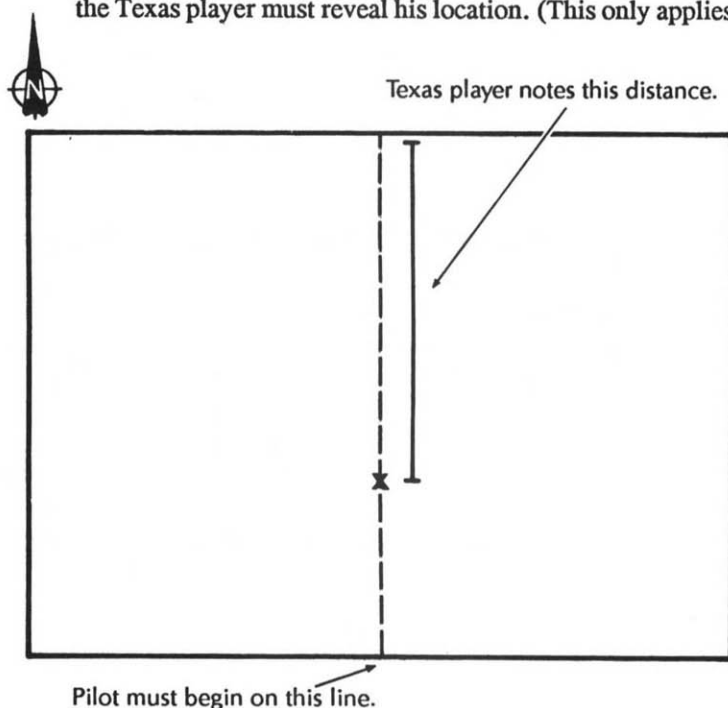 the Texas player must reveal his location. (This only applies
N
Texas player notes this distance.
x
Pilot must begin on this line.